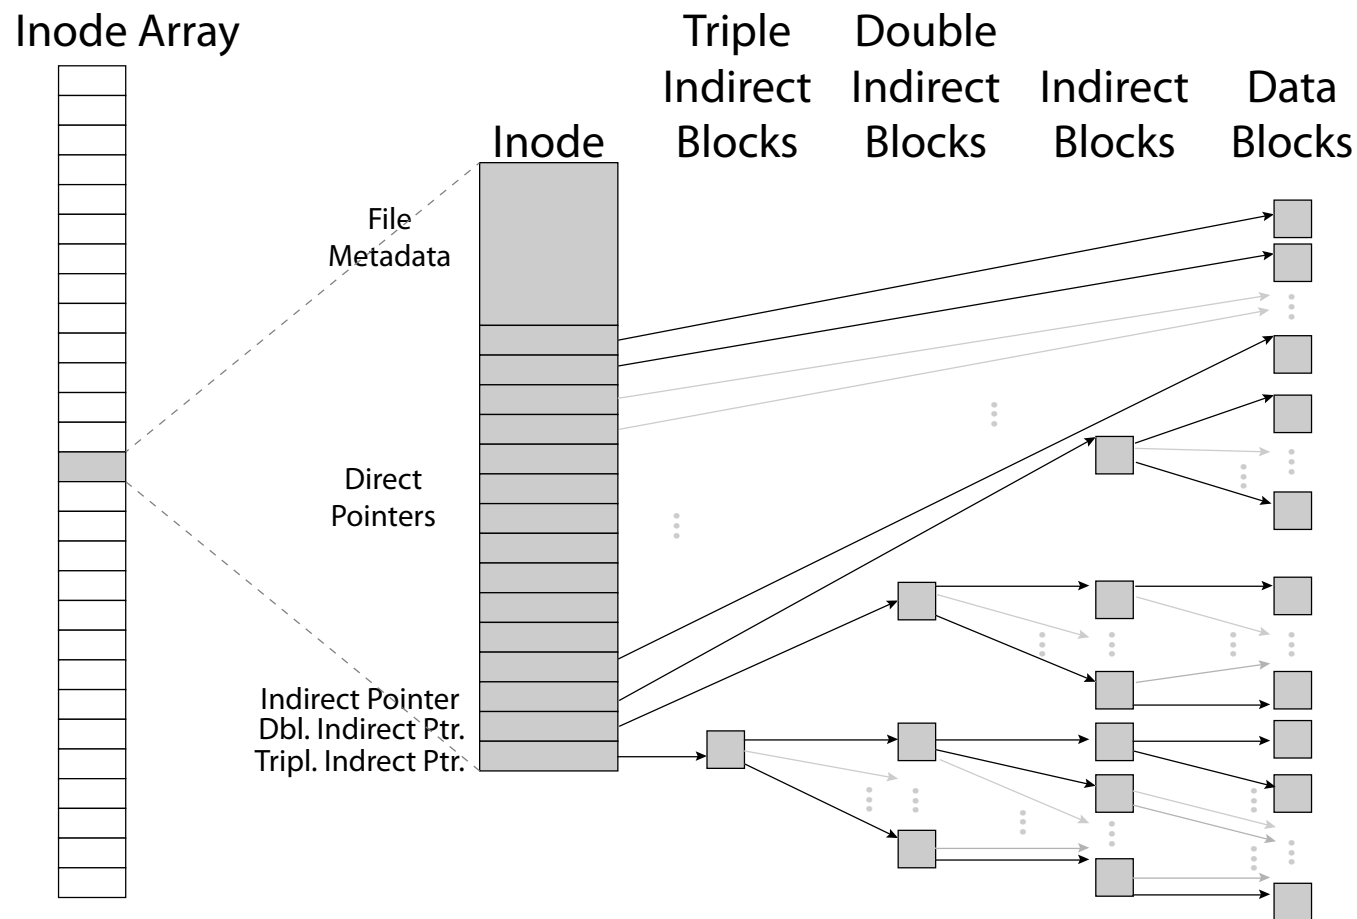 Inode Array
Triple
Indirect
Blocks
Double
Indirect
Blocks
Indirect
Blocks
Data
Blocks
Inode
File
Metadata
Direct
Pointers
Indirect Pointer
Dbl. Indirect Ptr.
Tripl. Indrect Ptr.